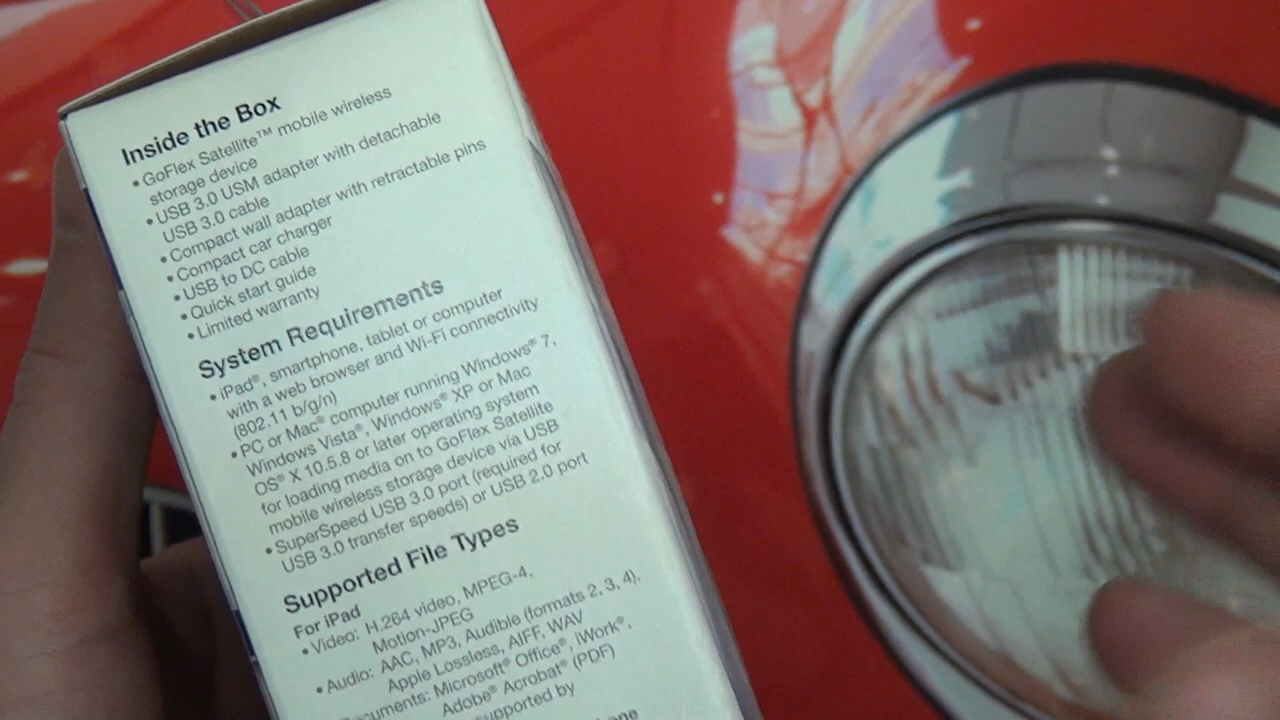 Inside the Box
• GoFlex Satellite™ mobile wireless
storage device
• USB 3.0 USM adapter with detachable
USB 3.0 cable
• Compact wall adapter with retractable pins
• Compact car charger
• USB to DC cable
• Quick start guide
• Limited warranty
System Requirements
• iPad®, smartphone, tablet or computer
with a web browser and Wi-Fi connectivity
(802.11 b/g/n)
• PC or Mac® computer running Windows® 7,
Windows Vista®, Windows® XP or Mac
OS® X 10.5.8 or later operating system
for loading media on to GoFlex Satellite
mobile wireless storage device via USB
• SuperSpeed USB 3.0 port (required for
USB 3.0 transfer speeds) or USB 2.0 port
Supported File Types
For iPad
• Video: H.264 video, MPEG-4,
Motion-JPEG
• Audio: AAC, MP3, Audible (formats 2, 3, 4),
Apple Lossless, AIFF, WAV
Documents: Microsoft® Office®, iWork®,
Adobe® Acrobat® (PDF)
supported by